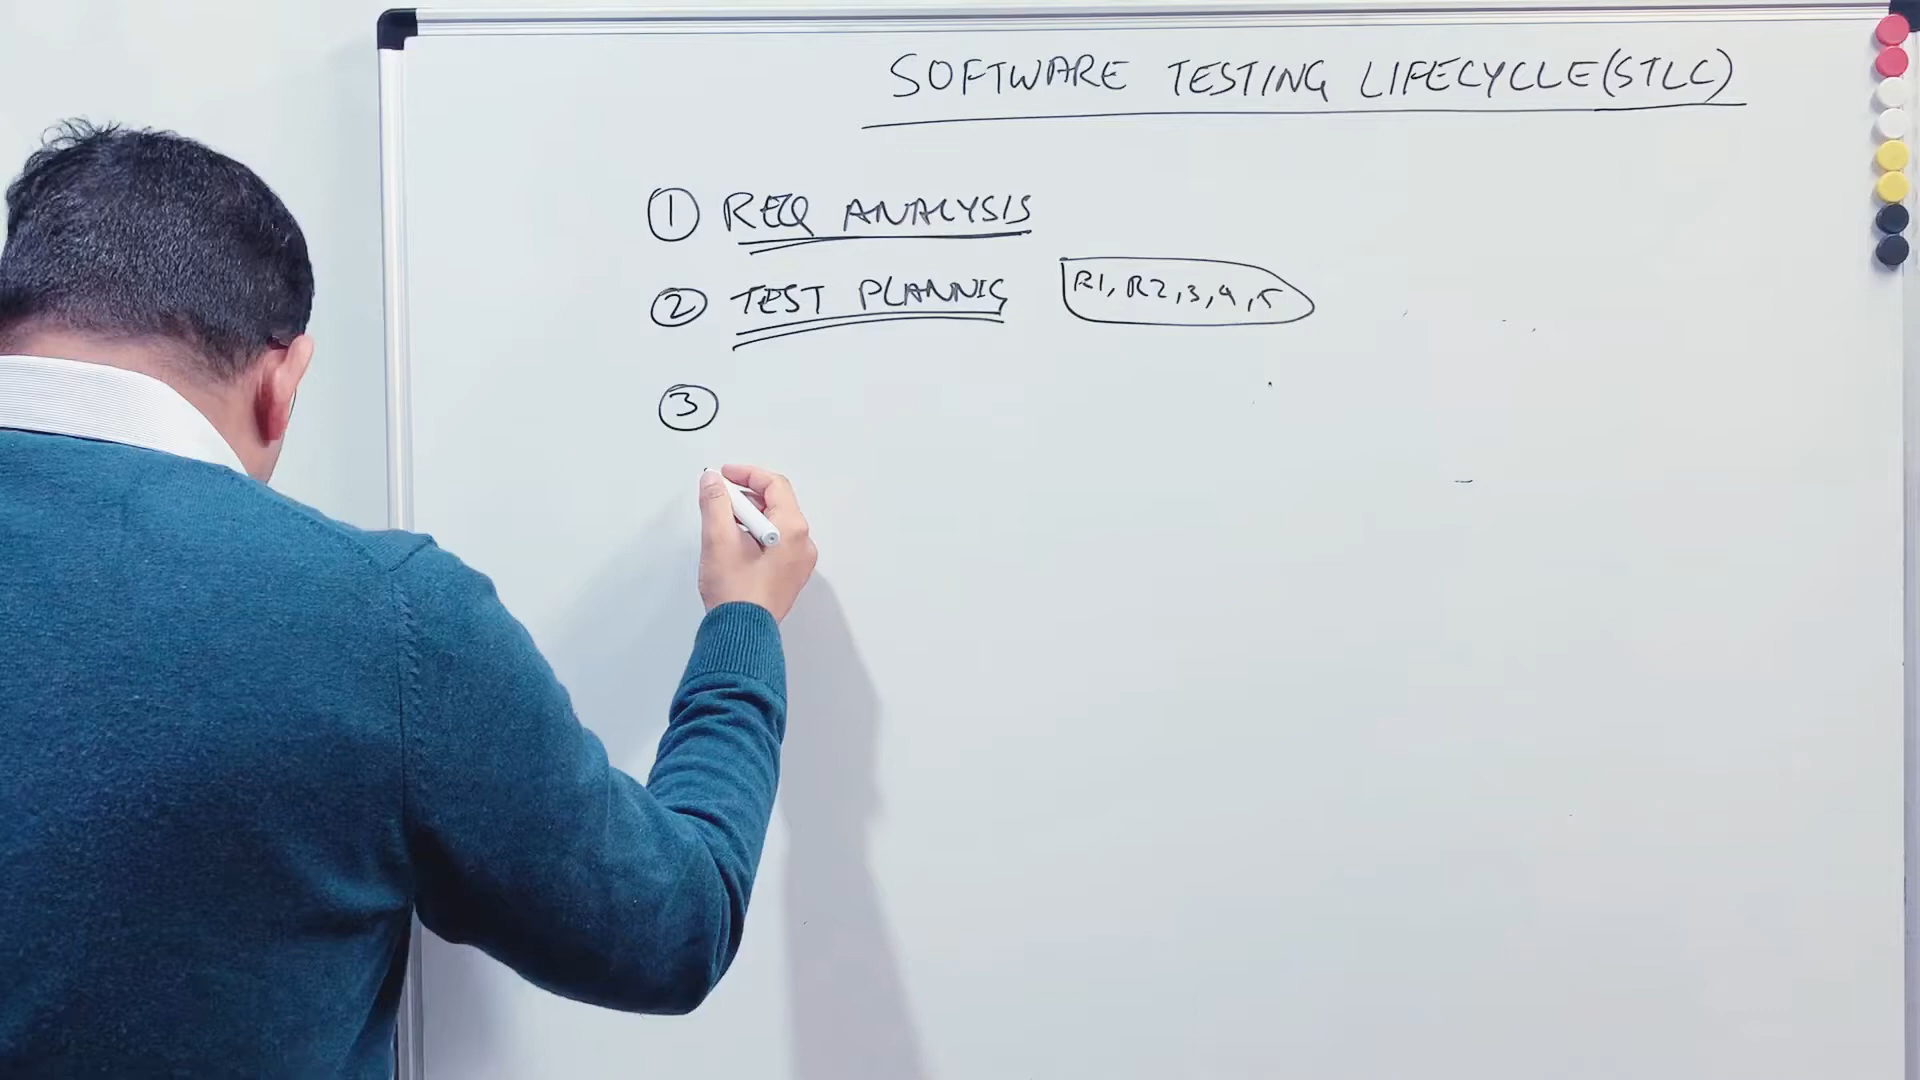 SOFTWARE TESTING LIFECYCLE(STLC)
1 REQ ANALYSIS
2 TEST PLANNIG R1, R2, 3, 4, 5
3